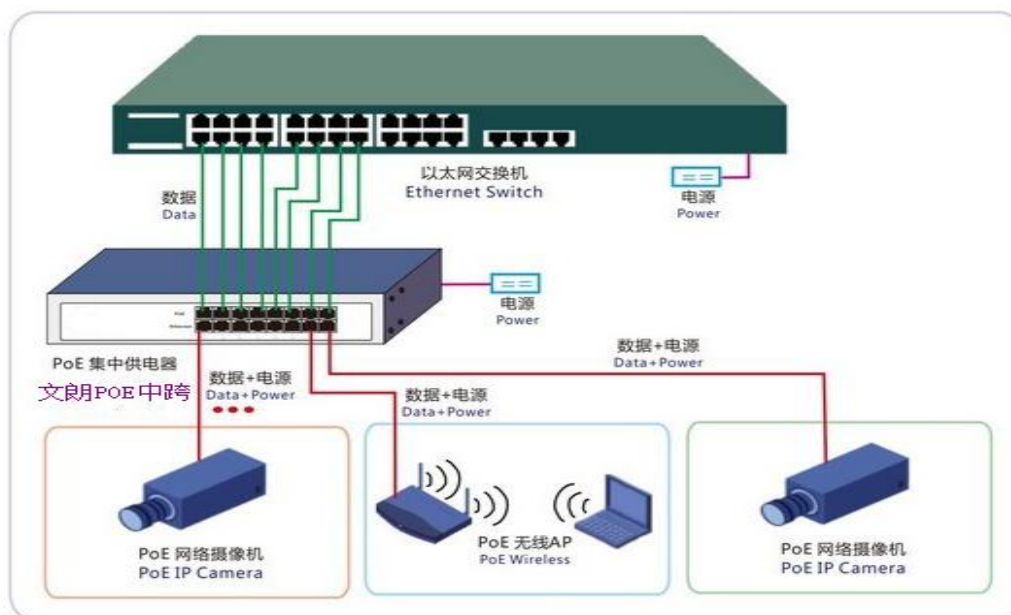 以太网交换机
Ethernet Switch
数据
Data
电源
Power
电源
Power
PoE
Ethernet
PoE 集中供电器
文朗POE中跨
数据+电源
Data+Power
数据+电源
Data+Power
数据+电源
Data+Power
PoE 网络摄像机
PoE IP Camera
PoE 无线AP
PoE Wireless
PoE 网络摄像机
PoE IP Camera